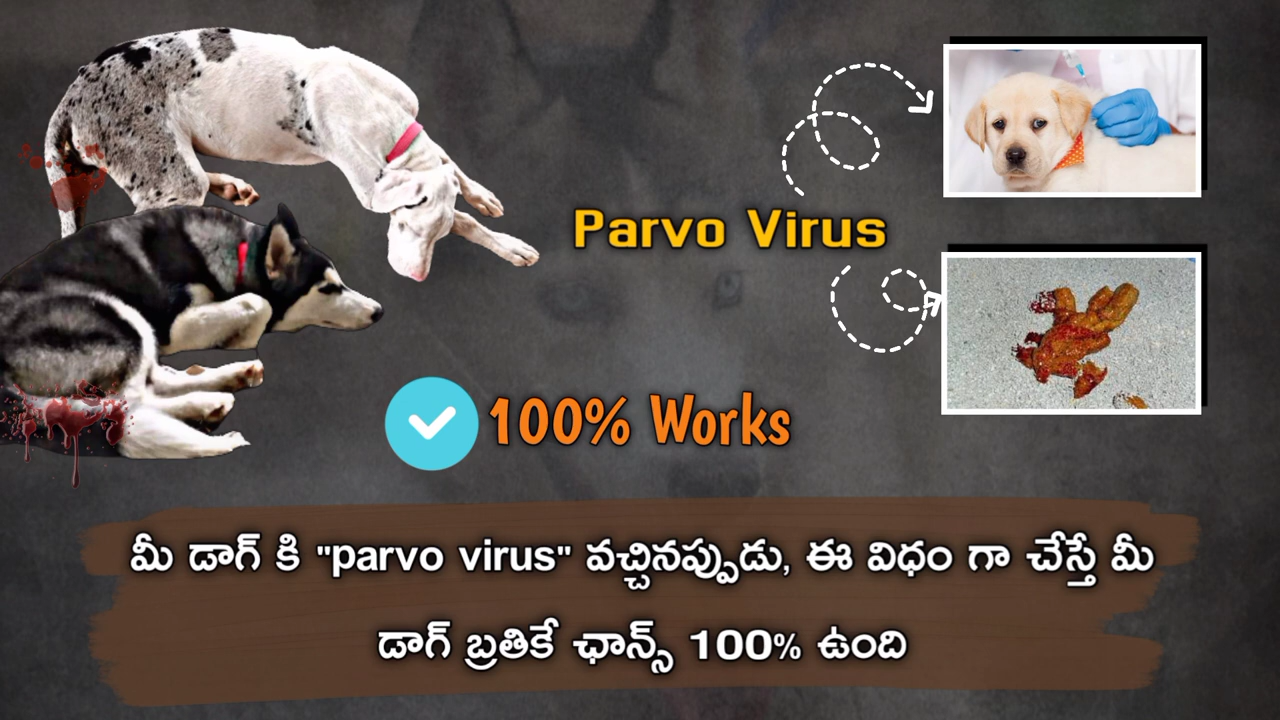 Parvo Virus
100% Works
మీ డాగ్ కి "parvo virus" వచ్చినప్పుడు, ఈ విధం గా చేస్తే మీ
డాగ్ బ్రతికే ఛాన్స్ 100% ఉంది